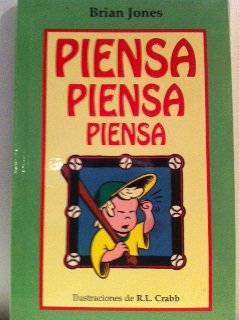 Brian Jones
PIENSA
PIENSA
PIENSA
Ilustraciones de R.L. Crabb